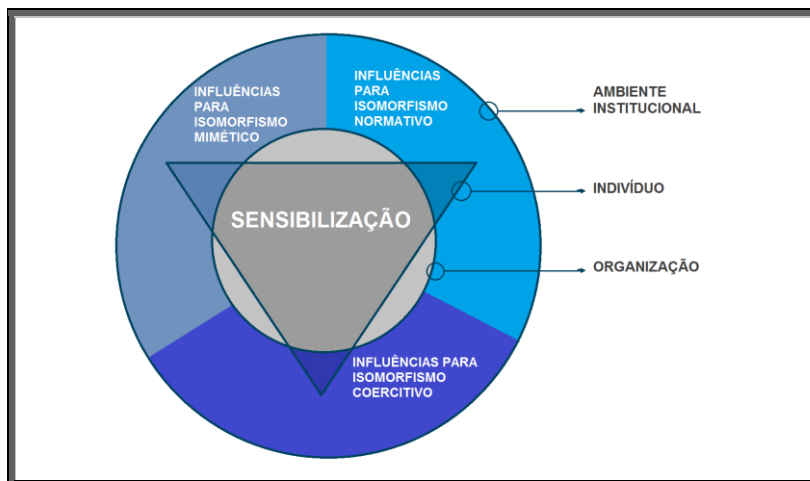 INFLUÊNCIAS
PARA
ISOMORFISMO
MIMÉTICO
INFLUÊNCIAS
PARA
ISOMORFISMO
NORMATIVO
AMBIENTE
INSTITUCIONAL
INDIVÍDUO
SENSIBILIZAÇÃO
ORGANIZAÇÃO
INFLUÊNCIAS PARA
ISOMORFISMO
COERCITIVO